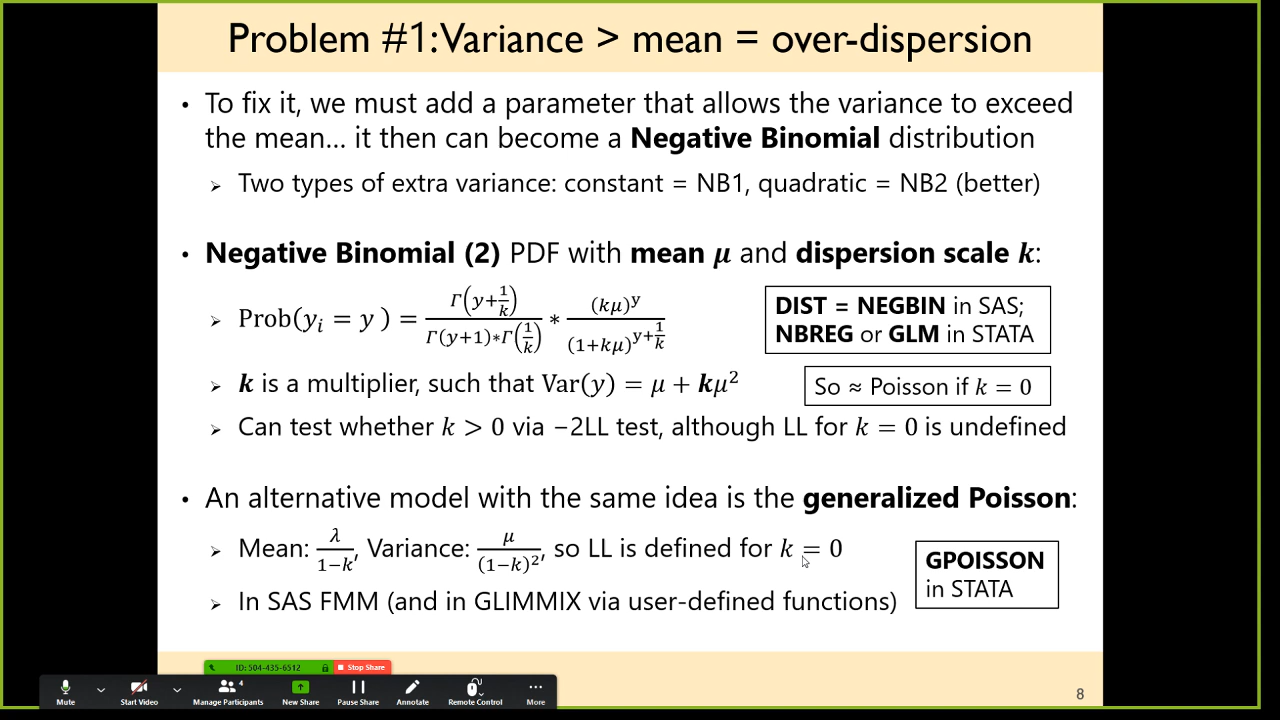 Problem #1:Variance > mean = over-dispersion
• To fix it, we must add a parameter that allows the variance to exceed
the mean… it then can become a Negative Binomial distribution
➢ Two types of extra variance: constant = NB1, quadratic = NB2 (better)
• Negative Binomial (2) PDF with mean μ and dispersion scale k:
➢ Prob(yᵢ = y ) = Γ(y+1/k) / Γ(y+1)∗Γ(1/k) ∗ (kμ)^y / (1+kμ)^(y+1/k)
DIST = NEGBIN in SAS;
NBREG or GLM in STATA
➢ k is a multiplier, such that Var(y) = μ + kμ²
So ≈ Poisson if k = 0
➢ Can test whether k > 0 via −2LL test, although LL for k = 0 is undefined
• An alternative model with the same idea is the generalized Poisson:
➢ Mean: λ/(1−k), Variance: μ/(1−k)², so LL is defined for k = 0
GPOISSON
in STATA
➢ In SAS FMM (and in GLIMMIX via user-defined functions)
ID: 504-435-6512 Stop Share
4
Mute Start Video Manage Participants New Share Pause Share Annotate Remote Control More
8